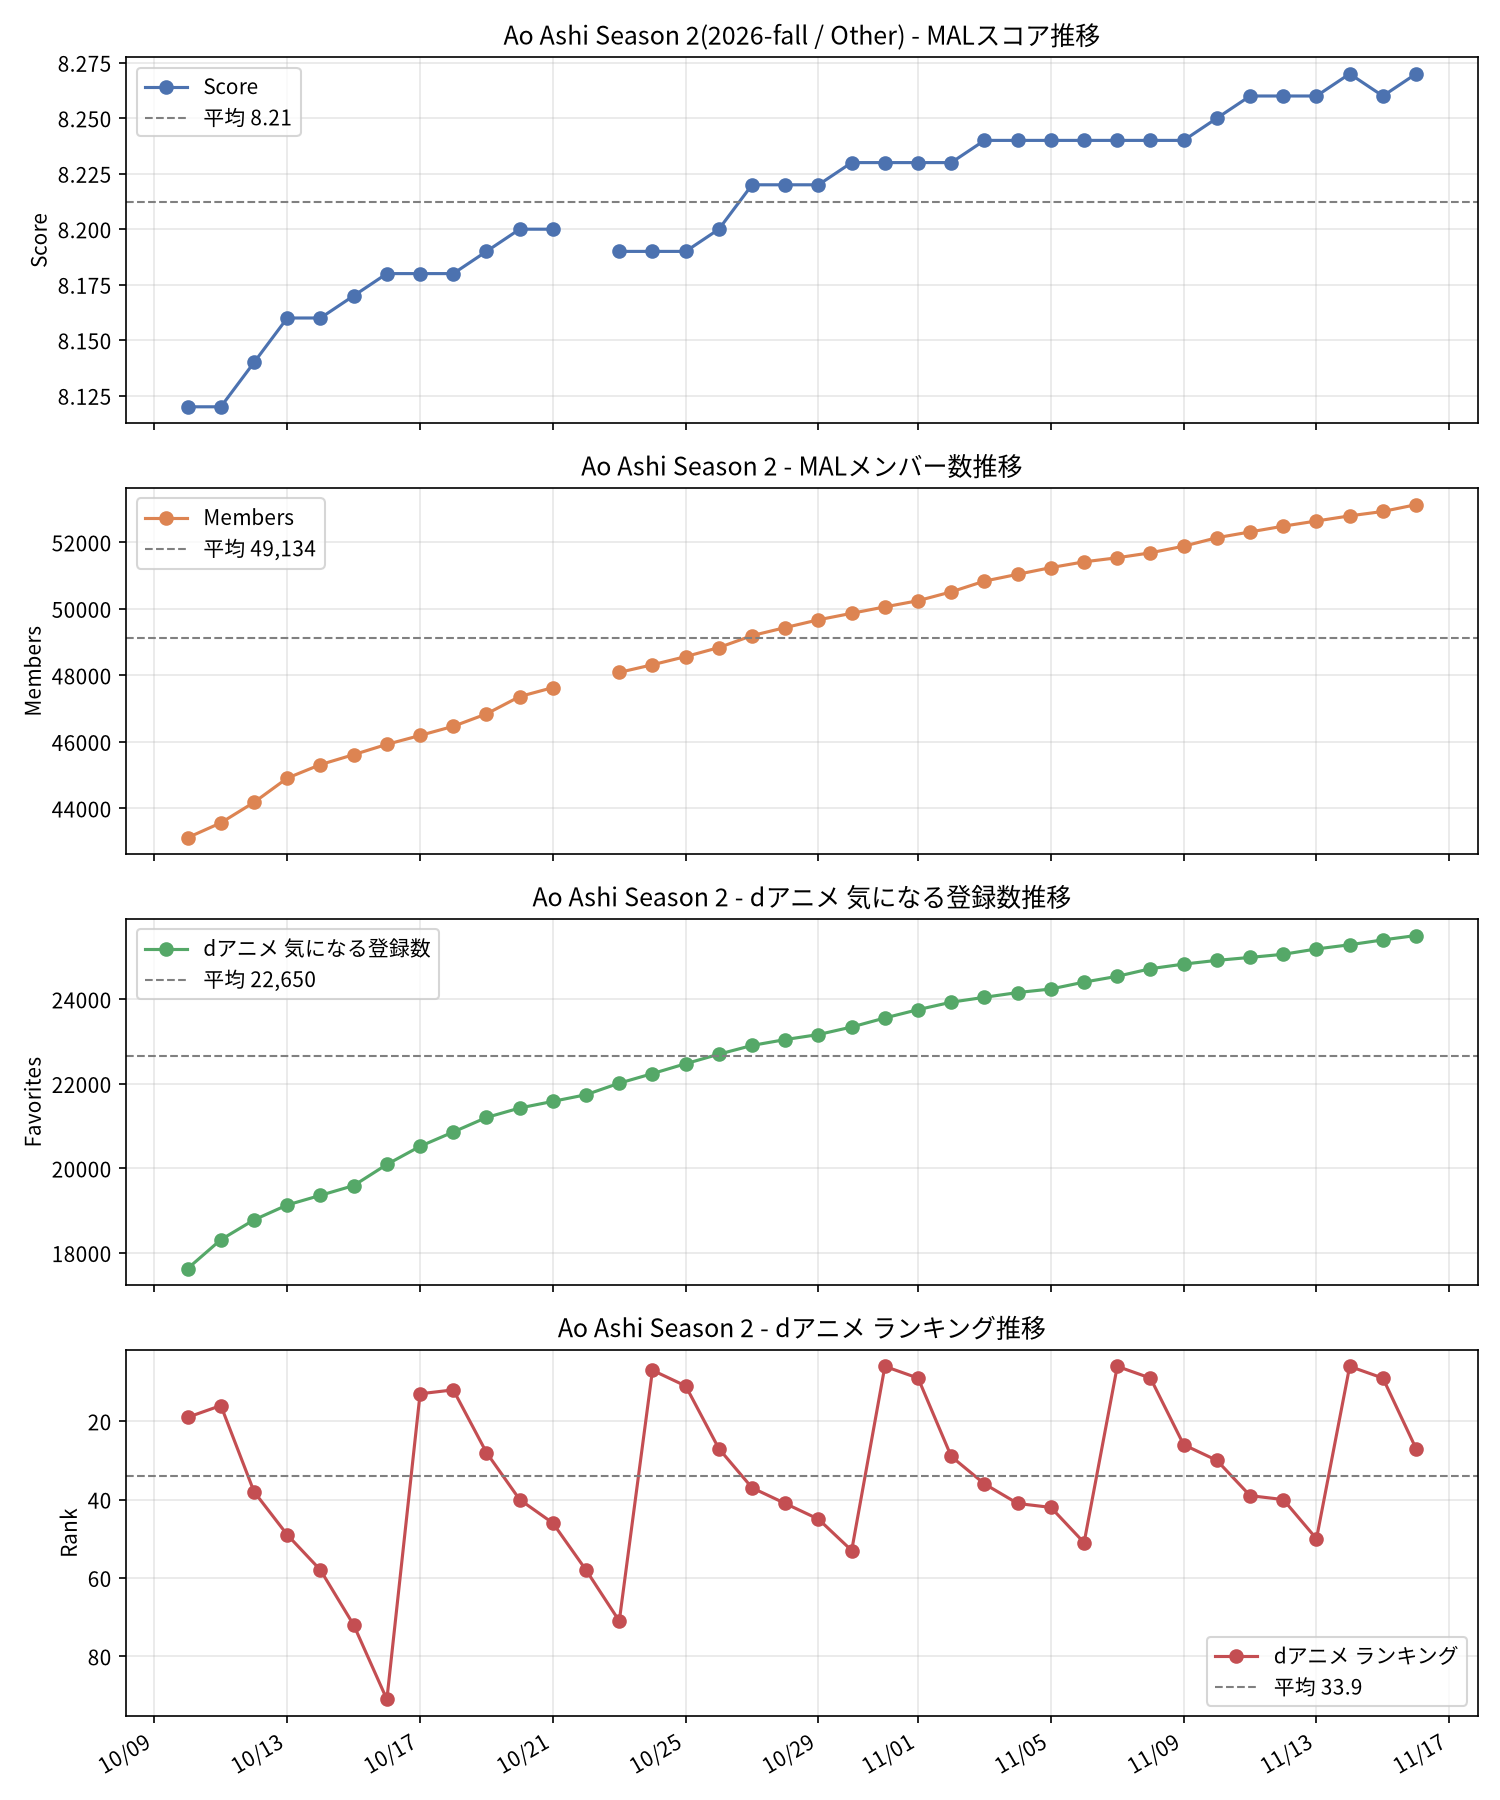 Ao Ashi Season 2(2026-fall / Other) - MALスコア推移
8.275
8.250
8.225
8.200
8.175
8.150
8.125
Score
Score
平均 8.21
Ao Ashi Season 2 - MALメンバー数推移
52000
50000
48000
46000
44000
Members
Members
平均 49,134
Ao Ashi Season 2 - dアニメ 気になる登録数推移
24000
22000
20000
18000
Favorites
dアニメ 気になる登録数
平均 22,650
Ao Ashi Season 2 - dアニメ ランキング推移
20
40
60
80
Rank
dアニメ ランキング
平均 33.9
10/09
10/13
10/17
10/21
10/25
10/29
11/01
11/05
11/09
11/13
11/17